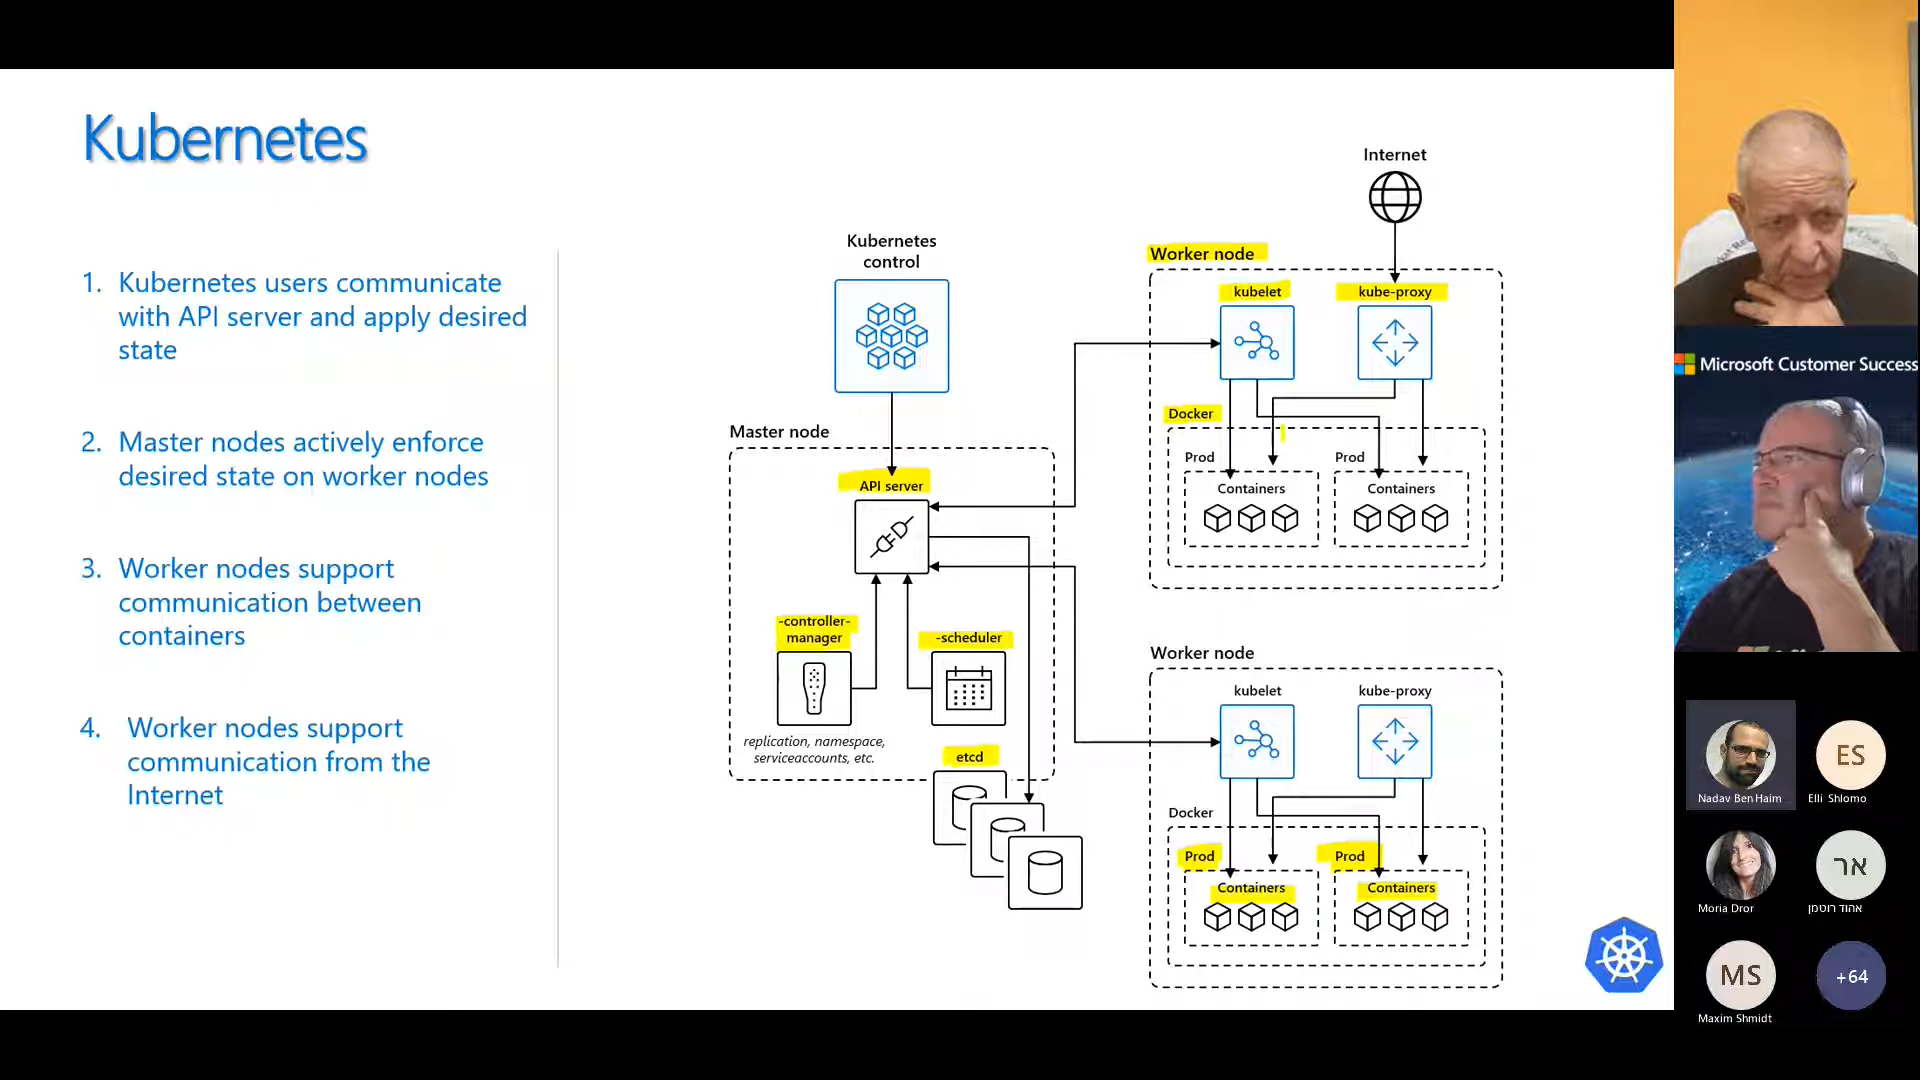 Kubernetes
1. Kubernetes users communicate
with API server and apply desired
state
2. Master nodes actively enforce
desired state on worker nodes
3. Worker nodes support
communication between
containers
4. Worker nodes support
communication from the
Internet
Kubernetes
control
Master node
API server
-controller-
manager
-scheduler
replication, namespace,
serviceaccounts, etc.
etcd
Internet
Worker node
kubelet
kube-proxy
Docker
Prod
Prod
Containers
Containers
Worker node
kubelet
kube-proxy
Docker
Prod
Prod
Containers
Containers
Microsoft Customer Success
Nadav Ben Haim
ES
Elli Shlomo
Moria Dror
אר
אהוד רוטמן
MS
Maxim Shmidt
+64